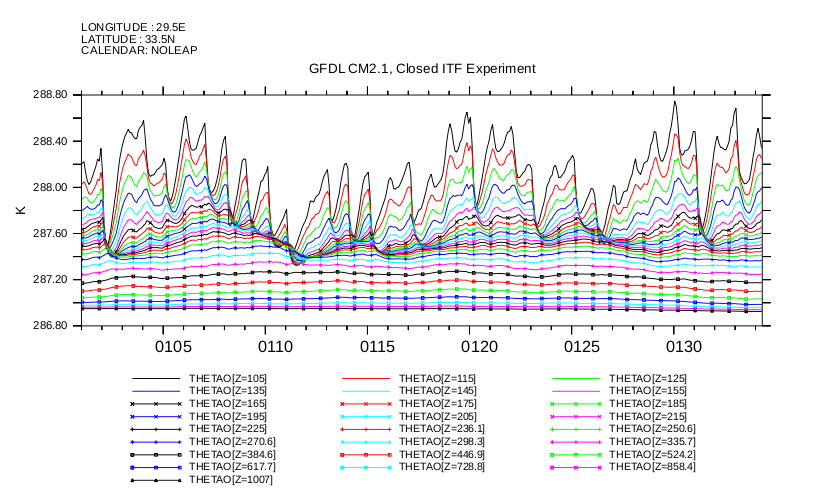 LONGITUDE : 29.5E
LATITUDE : 33.5N
CALENDAR: NOLEAP
GFDL CM2.1, Closed ITF Experiment
288.80
288.40
288.00
287.60
287.20
286.80
K
0105 0110 0115 0120 0125 0130
THETAO[Z=105] THETAO[Z=115] THETAO[Z=125]
THETAO[Z=135] THETAO[Z=145] THETAO[Z=155]
THETAO[Z=165] THETAO[Z=175] THETAO[Z=185]
THETAO[Z=195] THETAO[Z=205] THETAO[Z=215]
THETAO[Z=225] THETAO[Z=236.1] THETAO[Z=250.6]
THETAO[Z=270.6] THETAO[Z=298.3] THETAO[Z=335.7]
THETAO[Z=384.6] THETAO[Z=446.9] THETAO[Z=524.2]
THETAO[Z=617.7] THETAO[Z=728.8] THETAO[Z=858.4]
THETAO[Z=1007]